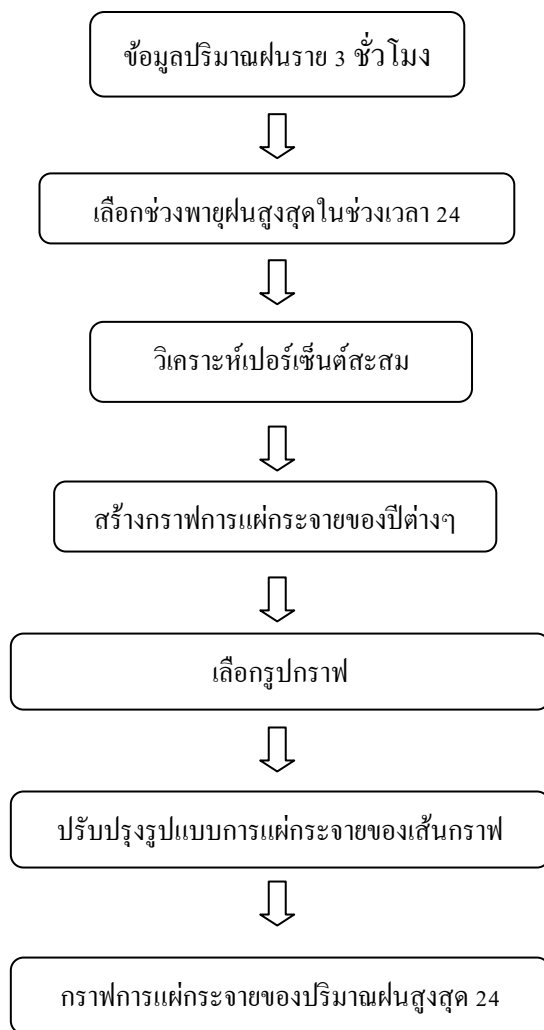 ข้อมูลปริมาณฝนราย 3 ชั่วโมง
เลือกช่วงพายุฝนสูงสุดในช่วงเวลา 24
วิเคราะห์เปอร์เซ็นต์สะสม
สร้างกราฟการแผ่กระจายของปีต่างๆ
เลือกรูปกราฟ
ปรับปรุงรูปแบบการแผ่กระจายของเส้นกราฟ
กราฟการแผ่กระจายของปริมาณฝนสูงสุด 24